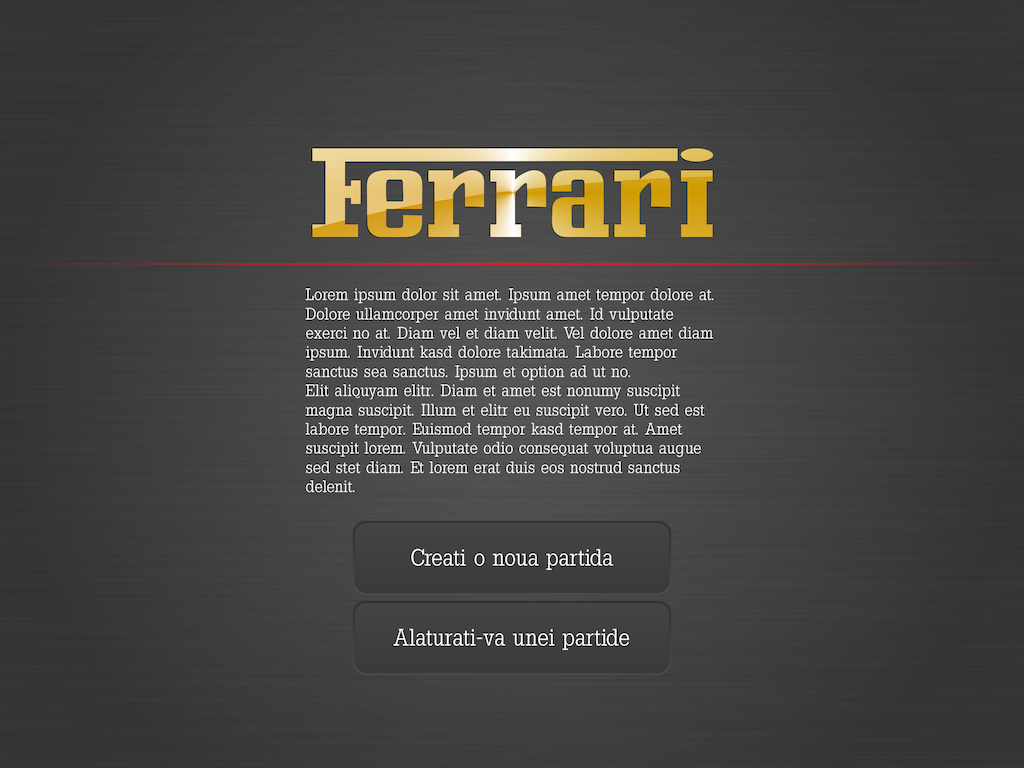 Ferrari
Lorem ipsum dolor sit amet. Ipsum amet tempor dolore at.
Dolore ullamcorper amet invidunt amet. Id vulputate
exerci no at. Diam vel et diam velit. Vel dolore amet diam
ipsum. Invidunt kasd dolore takimata. Labore tempor
sanctus sea sanctus. Ipsum et option ad ut no.
Elit aliquyam elitr. Diam et amet est nonumy suscipit
magna suscipit. Illum et elitr eu suscipit vero. Ut sed est
labore tempor. Euismod tempor kasd tempor at. Amet
suscipit lorem. Vulputate odio consequat voluptua augue
sed stet diam. Et lorem erat duis eos nostrud sanctus
delenit.
Creati o noua partida
Alaturati-va unei partide